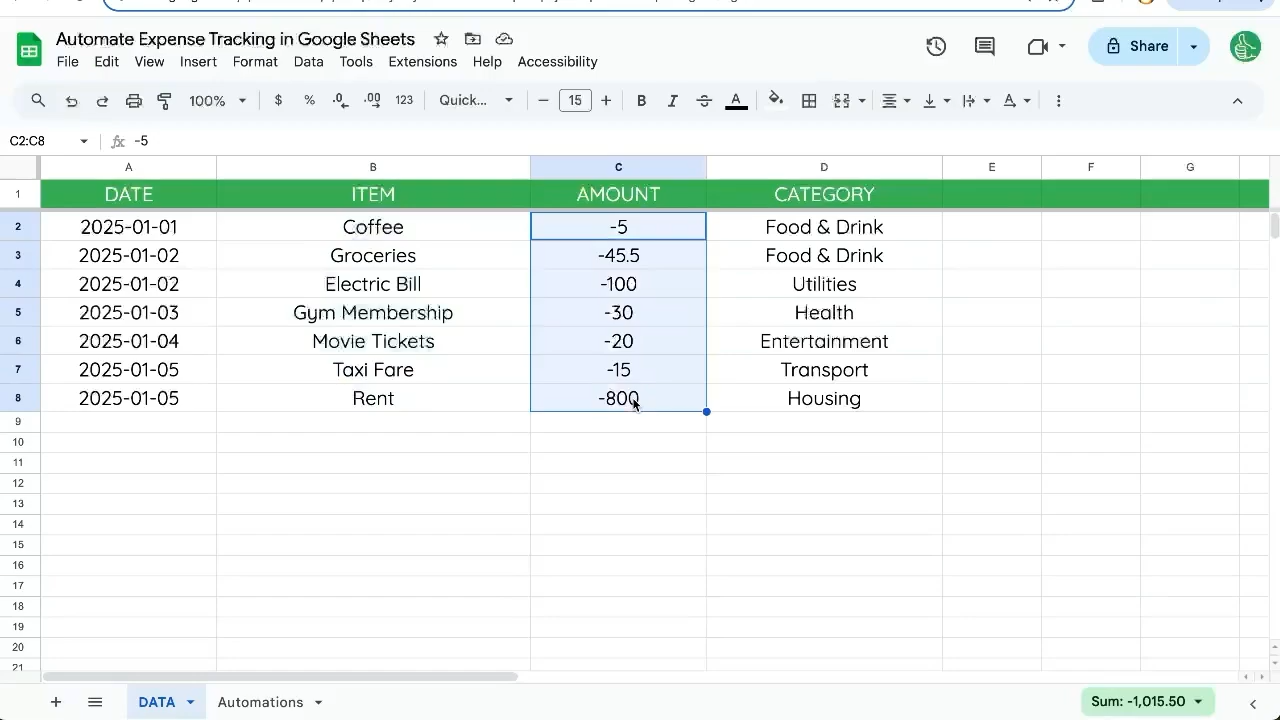 Automate Expense Tracking in Google Sheets
File Edit View Insert Format Data Tools Extensions Help Accessibility
Share
100% $ % .0 .00 123 Quick... 15 B I S A
C2:C8 fx -5
A B C D E F G
1 DATE ITEM AMOUNT CATEGORY
2 2025-01-01 Coffee -5 Food & Drink
3 2025-01-02 Groceries -45.5 Food & Drink
4 2025-01-02 Electric Bill -100 Utilities
5 2025-01-03 Gym Membership -30 Health
6 2025-01-04 Movie Tickets -20 Entertainment
7 2025-01-05 Taxi Fare -15 Transport
8 2025-01-05 Rent -800 Housing
9
10
11
12
13
14
15
16
17
18
19
20
21
DATA Automations Sum: -1,015.50